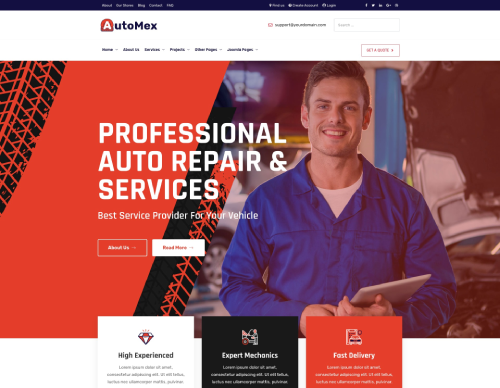 About Us Our Stores Blog Contact FAQ
Find us Create Account Login
AutoMex
support@yourdomain.com
Search ...
Home About Us Services Projects Other Pages Joomla Pages
GET A QUOTE
PROFESSIONAL
AUTO REPAIR &
SERVICES
Best Service Provider For Your Vehicle
About Us
Read More
High Experienced
Lorem ipsum dolor sit amet,
consetetur adipiscing elit. Ut elit tellus,
luctus nec ullamcorper mattis, pulvinar.
Expert Mechanics
Lorem ipsum dolor sit amet,
consetetur adipiscing elit. Ut elit tellus,
luctus nec ullamcorper mattis, pulvinar.
Fast Delivery
Lorem ipsum dolor sit amet,
consetetur adipiscing elit. Ut elit tellus,
luctus nec ullamcorper mattis, pulvinar.